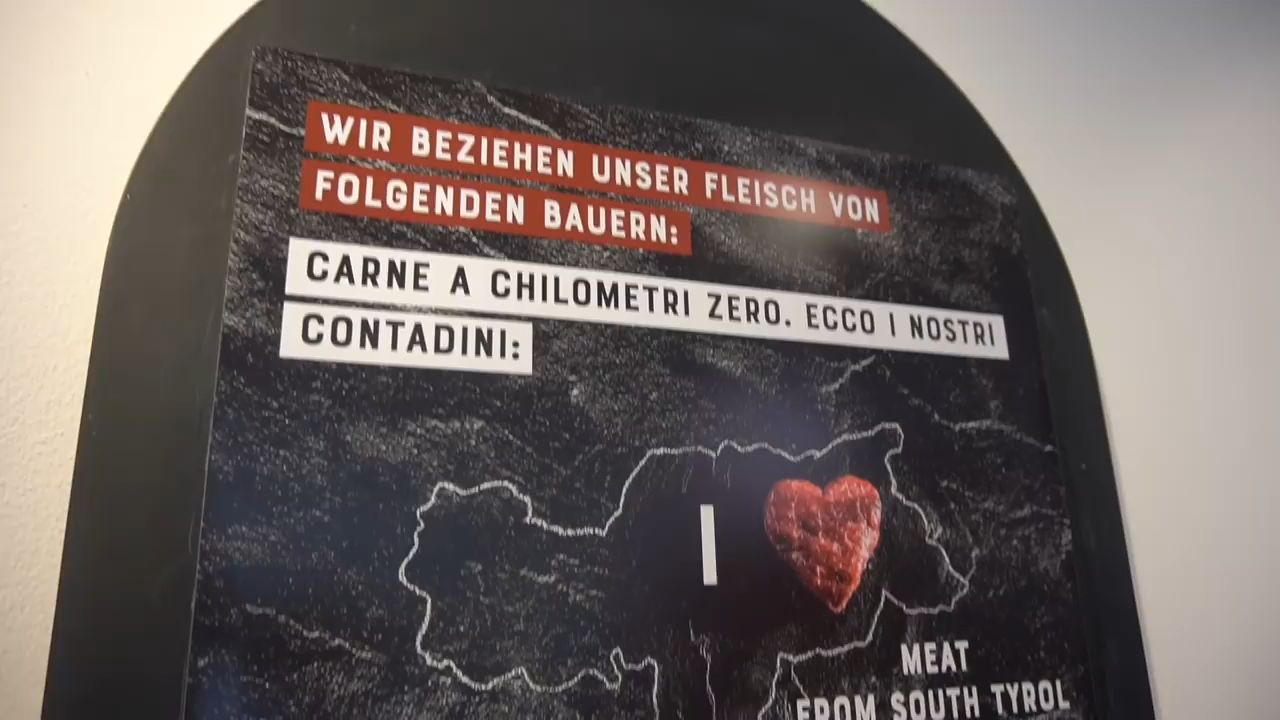 WIR BEZIEHEN UNSER FLEISCH VON
FOLGENDEN BAUERN:
CARNE A CHILOMETRI ZERO. ECCO I NOSTRI
CONTADINI:
I
MEAT
FROM SOUTH TYROL